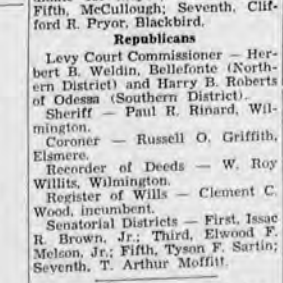 Fifth, McCullough; Seventh, Clif-
ford R. Pryor, Blackbird.
Republicans
Levy Court Commissioner — Her-
bert B. Weldin, Bellefonte (North-
ern District) and Harry B. Roberts
of Odessa (Southern District).
Sheriff — Paul R. Rinard, Wil-
mington.
Coroner — Russell O. Griffith,
Elsmere.
Recorder of Deeds — W. Roy
Willits, Wilmington.
Register of Wills — Clement C.
Wood, incumbent.
Senatorial Districts — First, Issac
R. Brown, Jr.; Third, Elwood F.
Melson, Jr.; Fifth, Tyson F. Sartin;
Seventh, T. Arthur Moffitt.